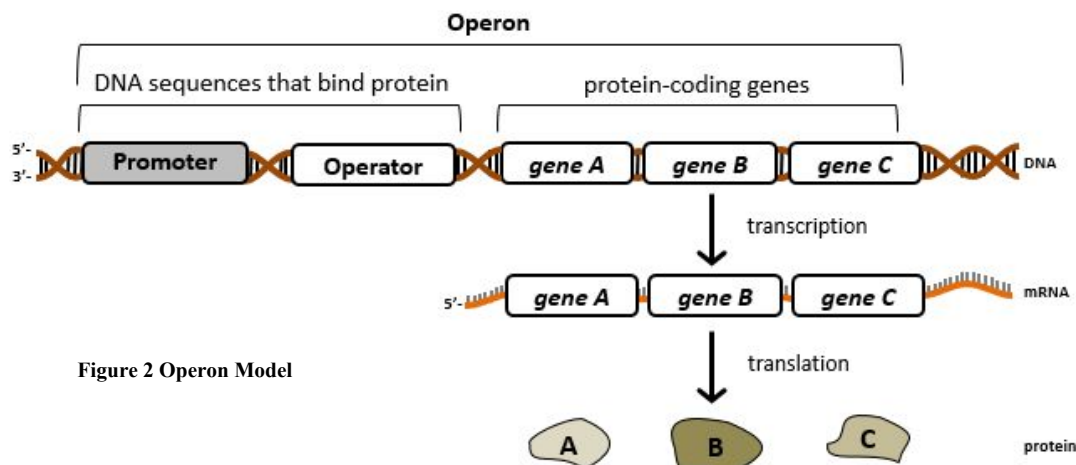 Operon
DNA sequences that bind protein
protein-coding genes
5’-
3’-
Promoter
Operator
gene A
gene B
gene C
DNA
transcription
5’-
gene A
gene B
gene C
mRNA
Figure 2 Operon Model
translation
A
B
C
protein